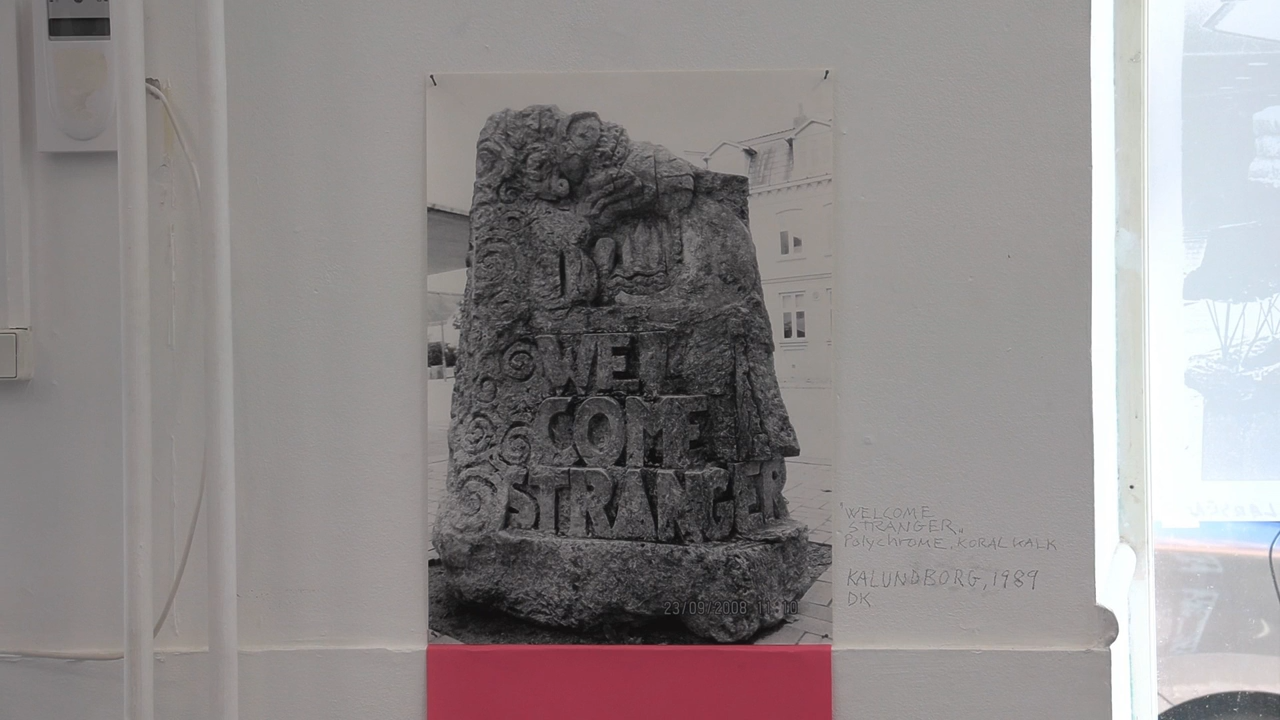 WEL
COME
STRANGER
23/09/2008 11:10
"WELCOME
STRANGER„
PolyCHROME, KORALKALK
KALUNDBORG, 1989
DK